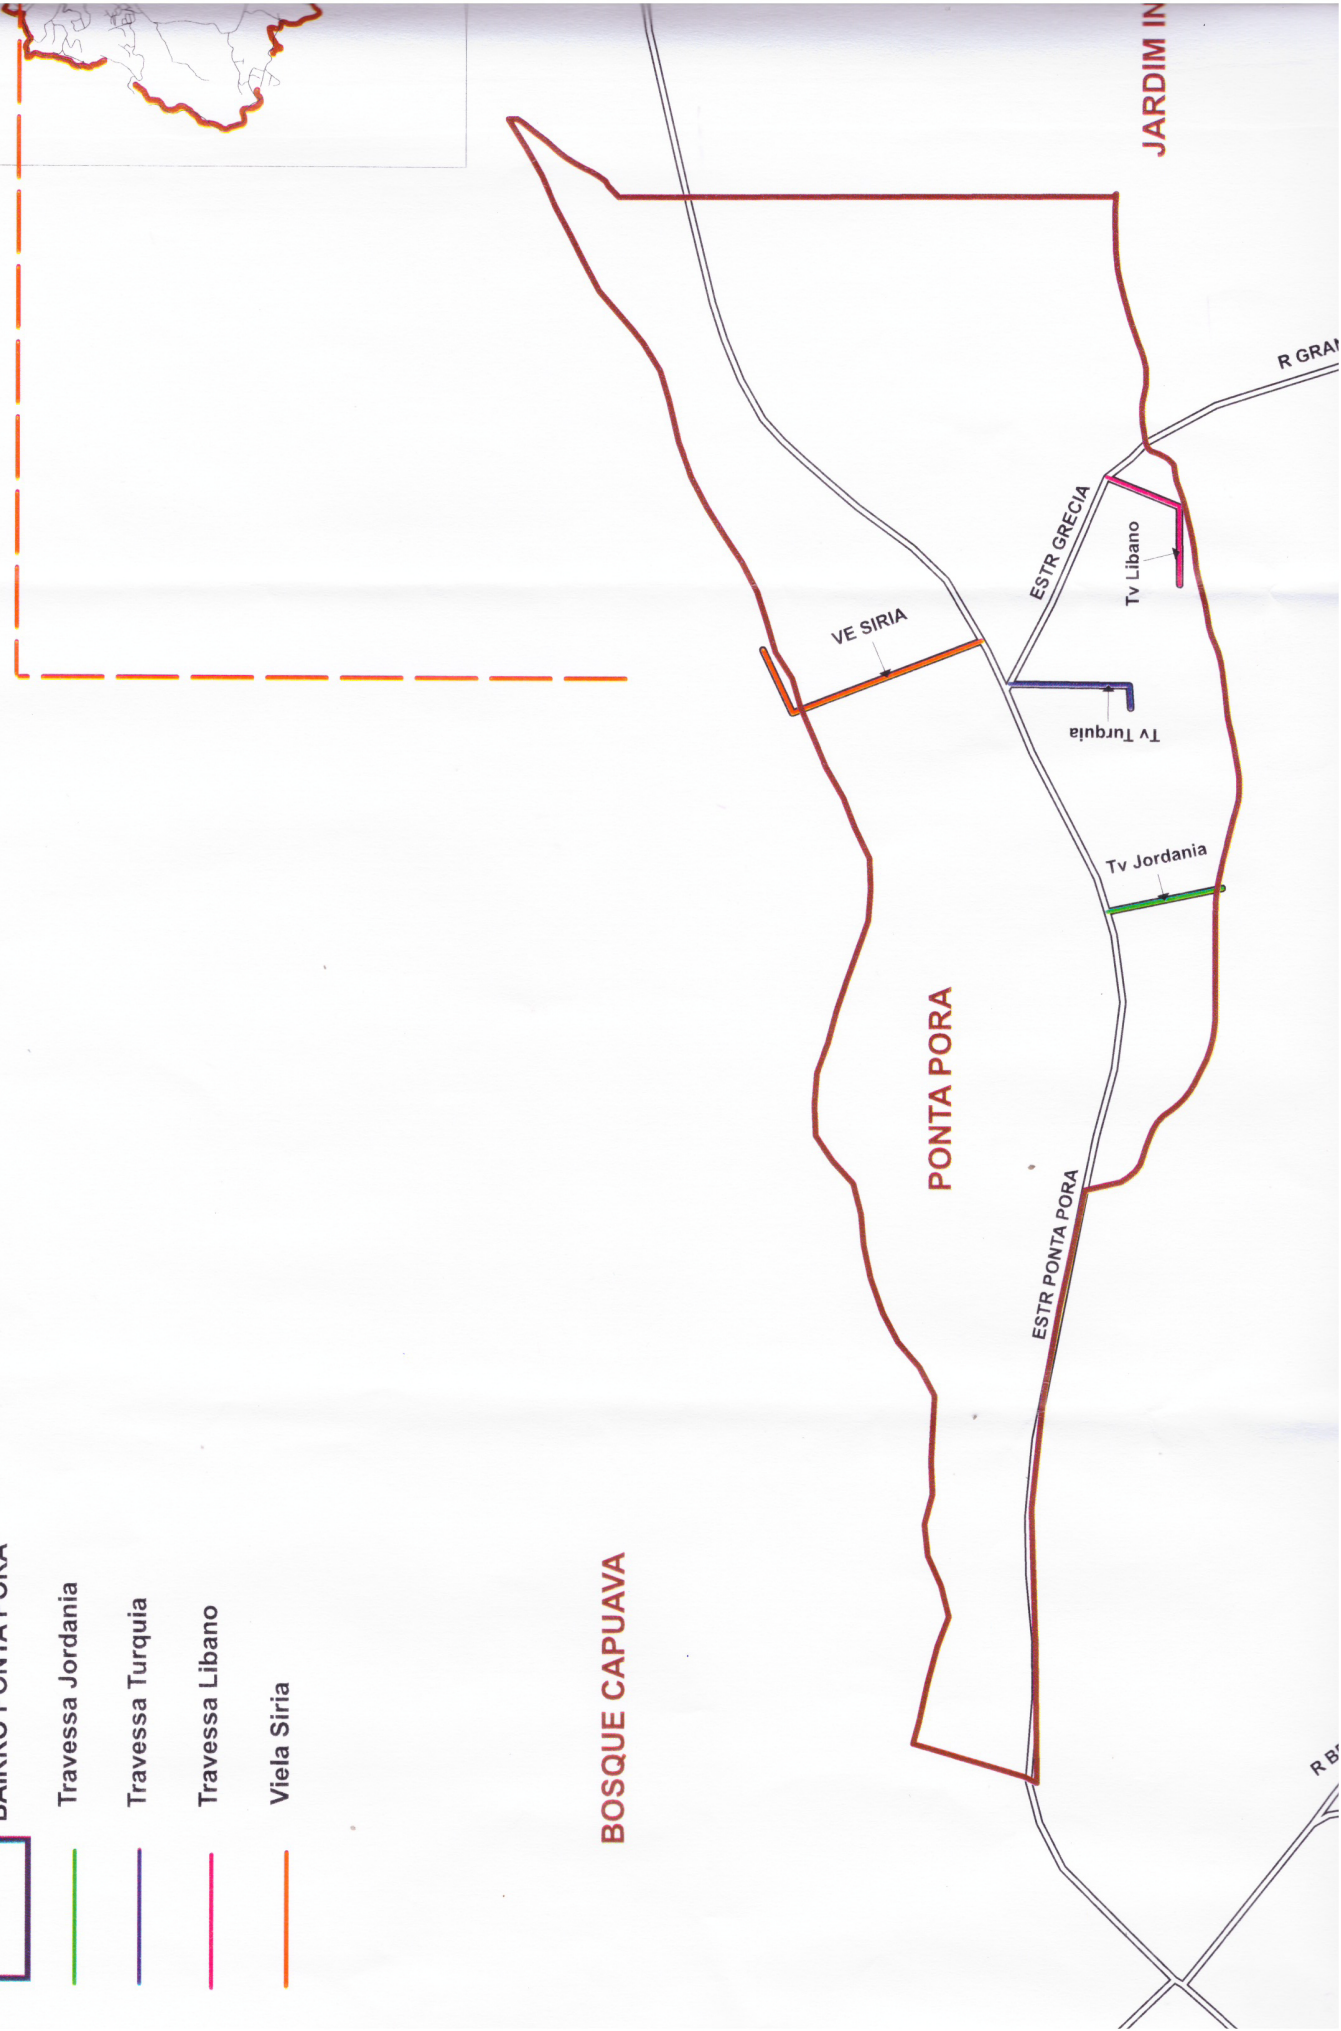 BAIRRO PONTA PORA
Travessa Jordania
Travessa Turquia
Travessa Libano
Viela Siria
BOSQUE CAPUAVA
PONTA PORA
JARDIM IN
VE SIRIA
ESTR GRECIA
Tv Libano
Tv Turquia
Tv Jordania
ESTR PONTA PORA
R GRAN
R BE